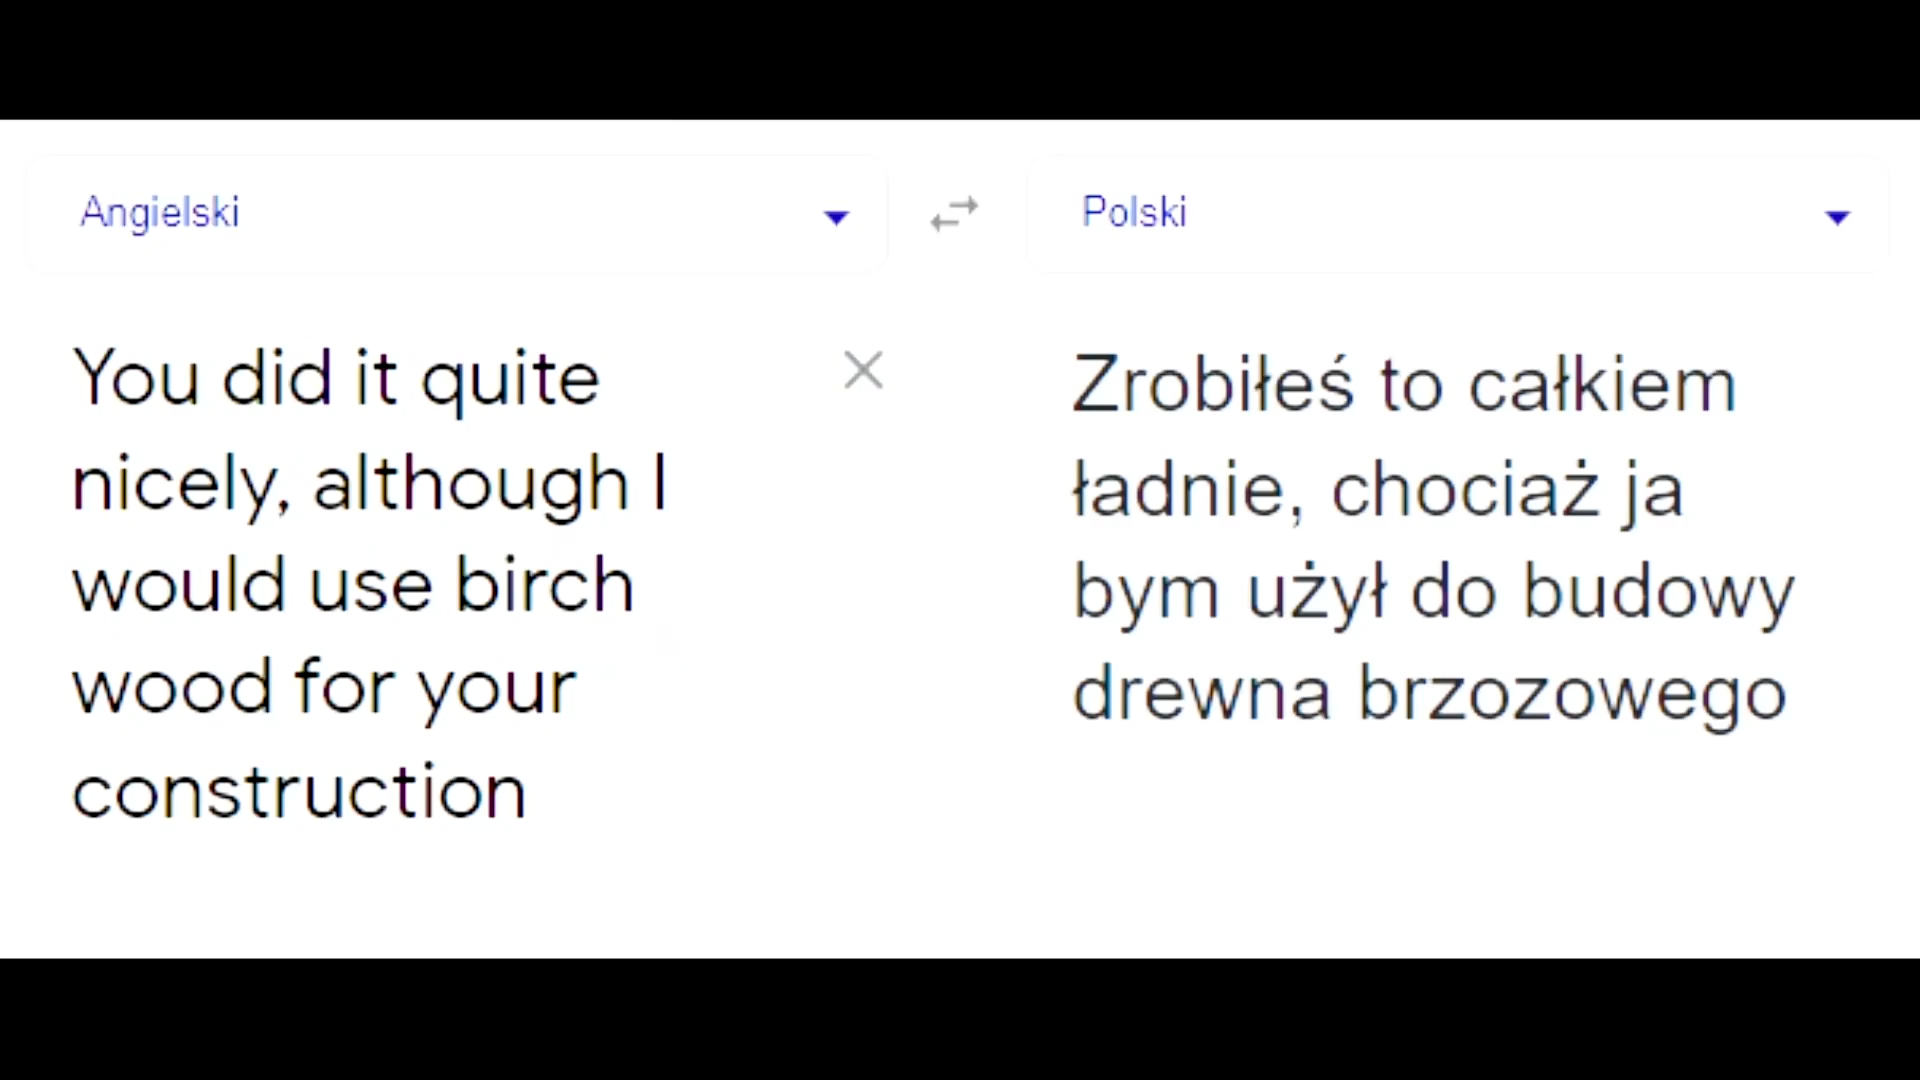 Angielski
Polski
You did it quite
nicely, although I
would use birch
wood for your
construction
Zrobiłeś to całkiem
ładnie, chociaż ja
bym użył do budowy
drewna brzozowego